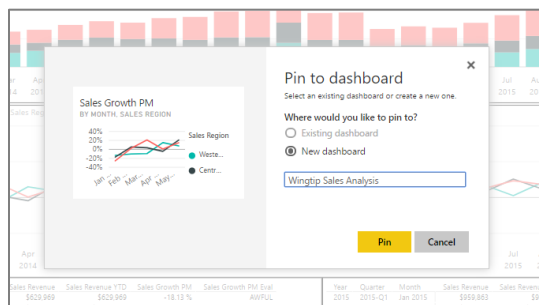 Pin to dashboard
Select an existing dashboard or create a new one.
Where would you like to pin to?
Existing dashboard
New dashboard
Wingtip Sales Analysis
Pin
Cancel
Sales Growth PM
BY MONTH, SALES REGION
40%
20%
0%
-20%
-40%
Jan ...
Feb ...
Mar...
Apr ...
May...
Sales Region
Weste...
Centr...
Apr
2014
Jul
2015
Sales Revenue Sales Revenue YTD Sales Growth PM Sales Growth PM Eval
$629,969 $629,969 -18.13 % AWFUL
Year Quarter Month Sales Revenue
2015 2015-Q1 Jan 2015